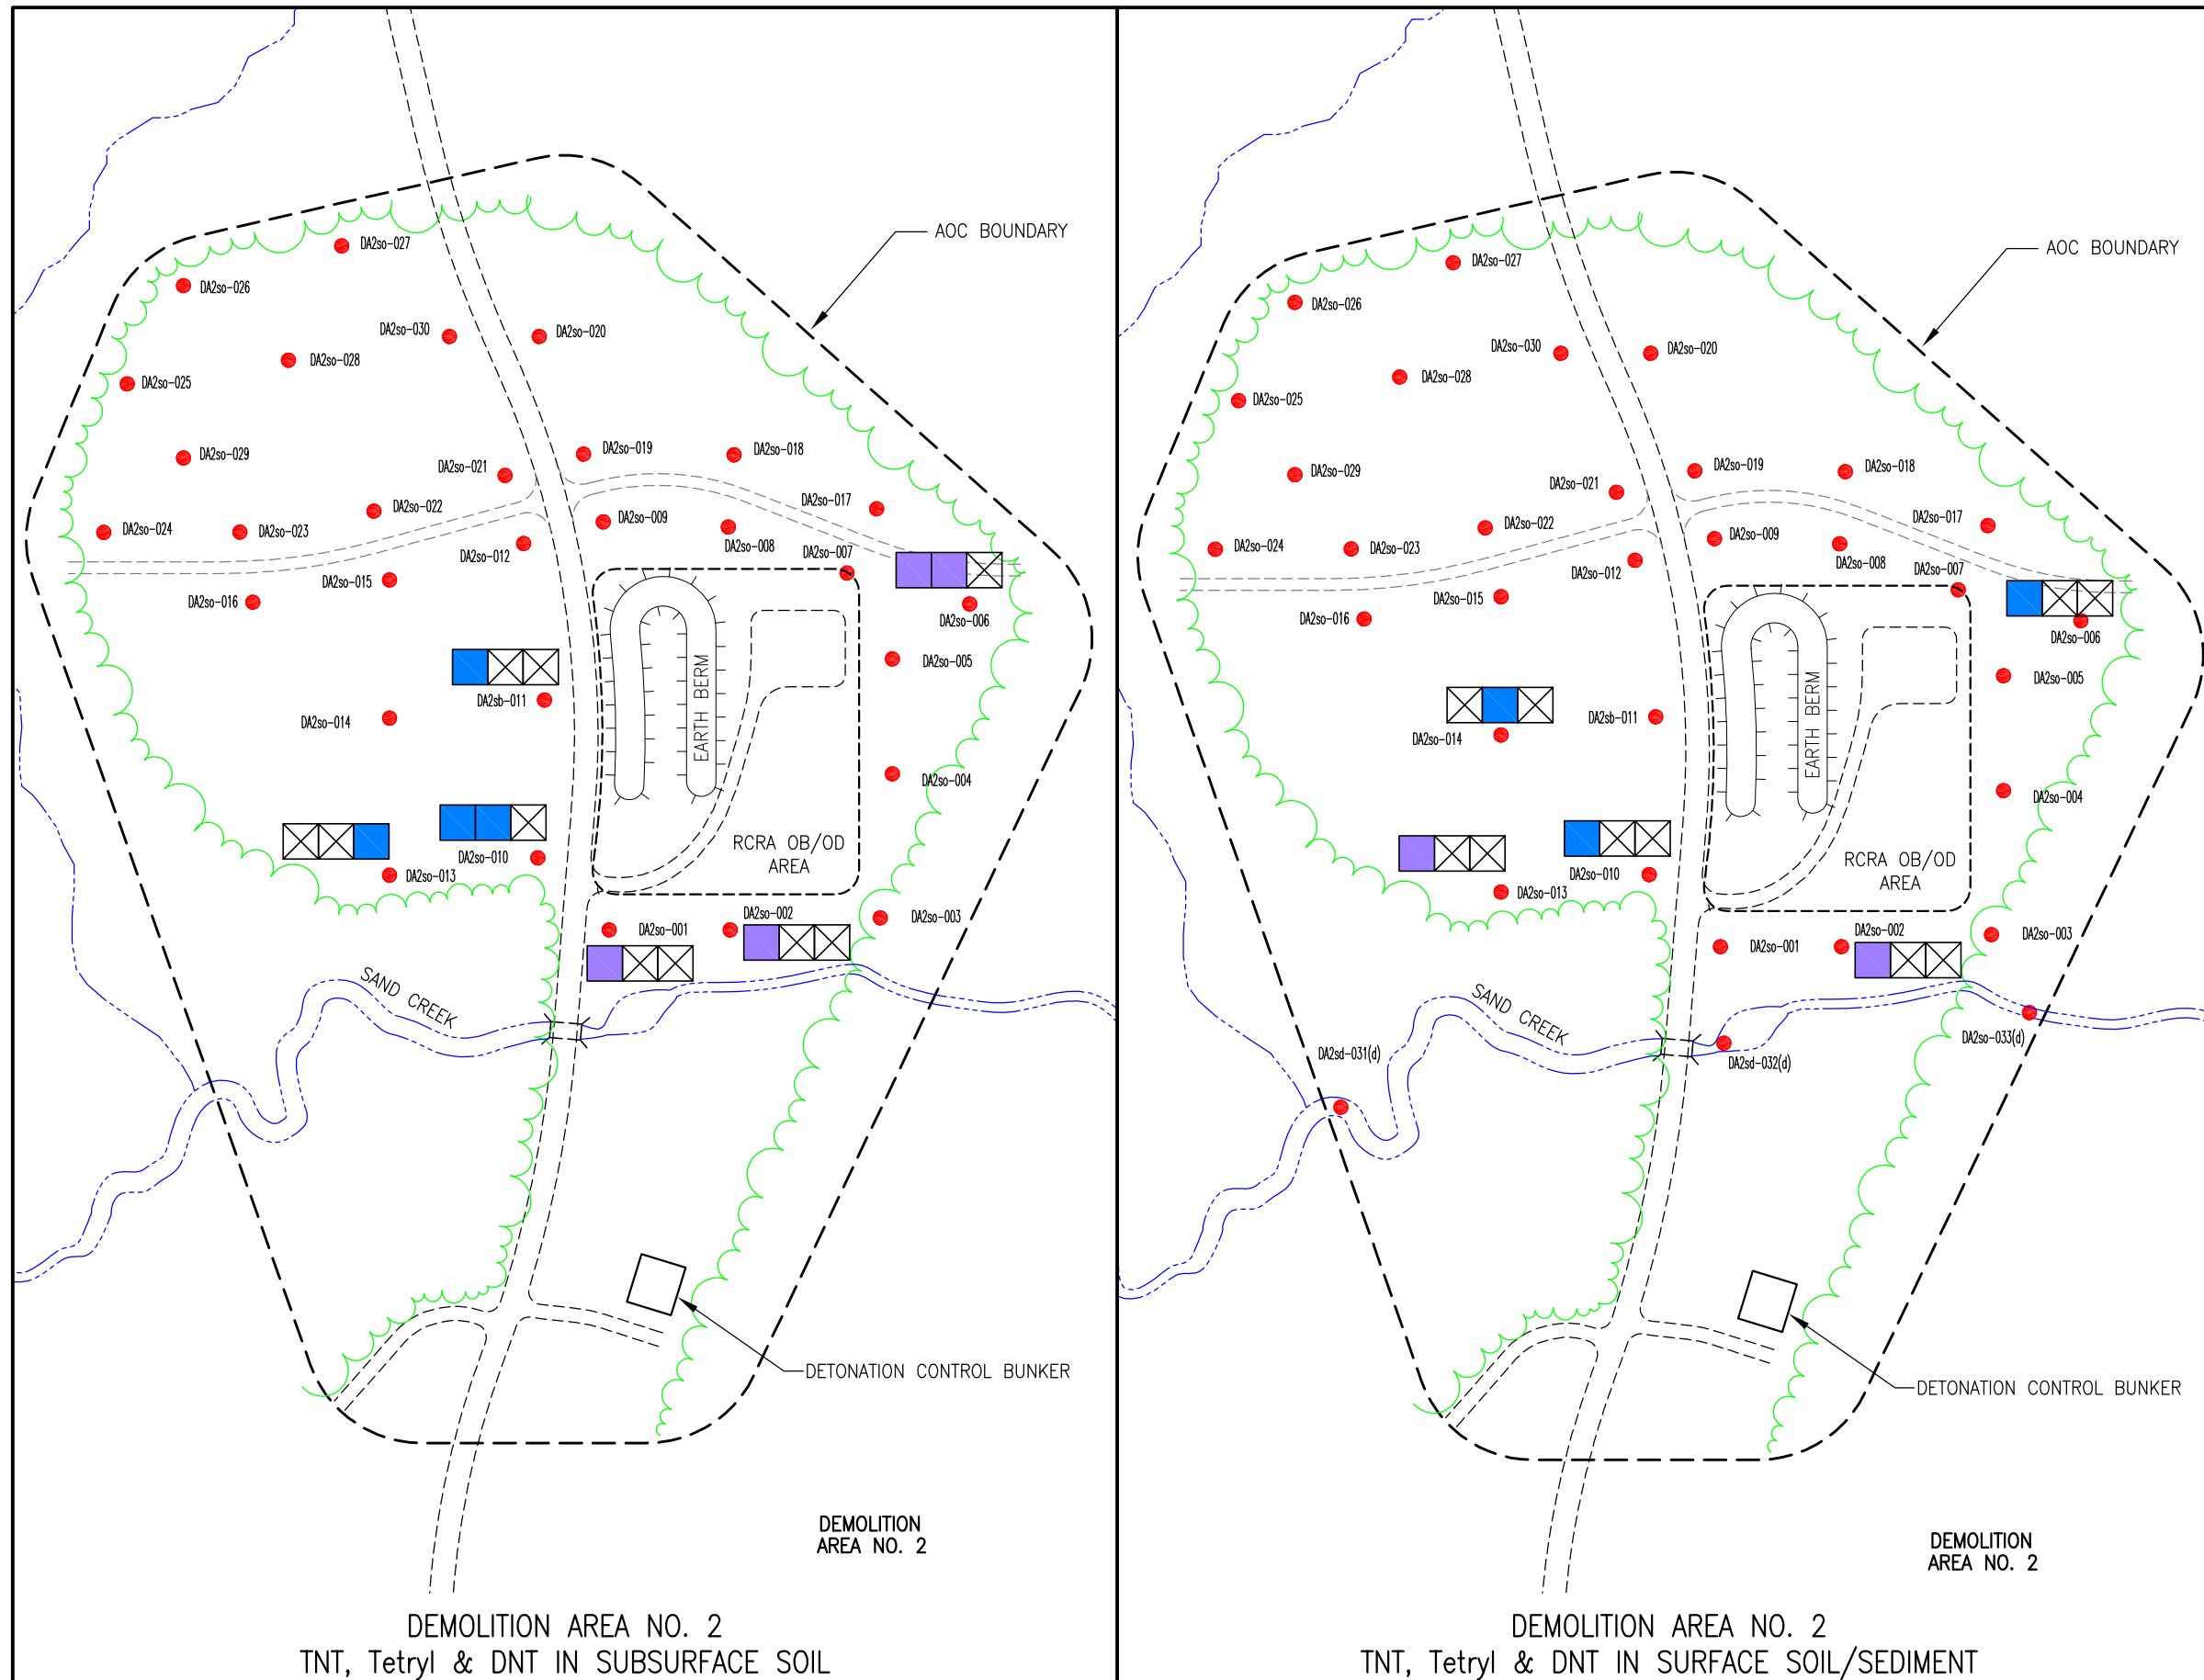 AOC BOUNDARY
DA2so-027
DA2so-026
DA2so-030
DA2so-020
DA2so-028
DA2so-025
DA2so-029
DA2so-019
DA2so-018
DA2so-021
DA2so-017
DA2so-022
DA2so-024
DA2so-023
DA2so-009
DA2so-008
DA2so-012
DA2so-007
DA2so-015
DA2so-016
DA2so-006
DA2so-005
DA2sb-011
DA2so-014
EARTH BERM
DA2so-004
RCRA OB/OD
AREA
DA2so-010
DA2so-013
DA2so-002
DA2so-003
DA2so-001
SAND CREEK
DETONATION CONTROL BUNKER
DEMOLITION
AREA NO. 2
DEMOLITION AREA NO. 2
TNT, Tetryl & DNT IN SUBSURFACE SOIL
AOC BOUNDARY
DA2so-027
DA2so-026
DA2so-030
DA2so-020
DA2so-028
DA2so-025
DA2so-029
DA2so-019
DA2so-018
DA2so-021
DA2so-017
DA2so-022
DA2so-024
DA2so-023
DA2so-009
DA2so-008
DA2so-012
DA2so-007
DA2so-015
DA2so-016
DA2so-006
DA2so-005
DA2sb-011
DA2so-014
EARTH BERM
DA2so-004
RCRA OB/OD
AREA
DA2so-010
DA2so-013
DA2so-002
DA2so-003
DA2so-001
SAND CREEK
DA2so-033(d)
DA2sd-031(d)
DA2sd-032(d)
DETONATION CONTROL BUNKER
DEMOLITION
AREA NO. 2
DEMOLITION AREA NO. 2
TNT, Tetryl & DNT IN SURFACE SOIL/SEDIMENT